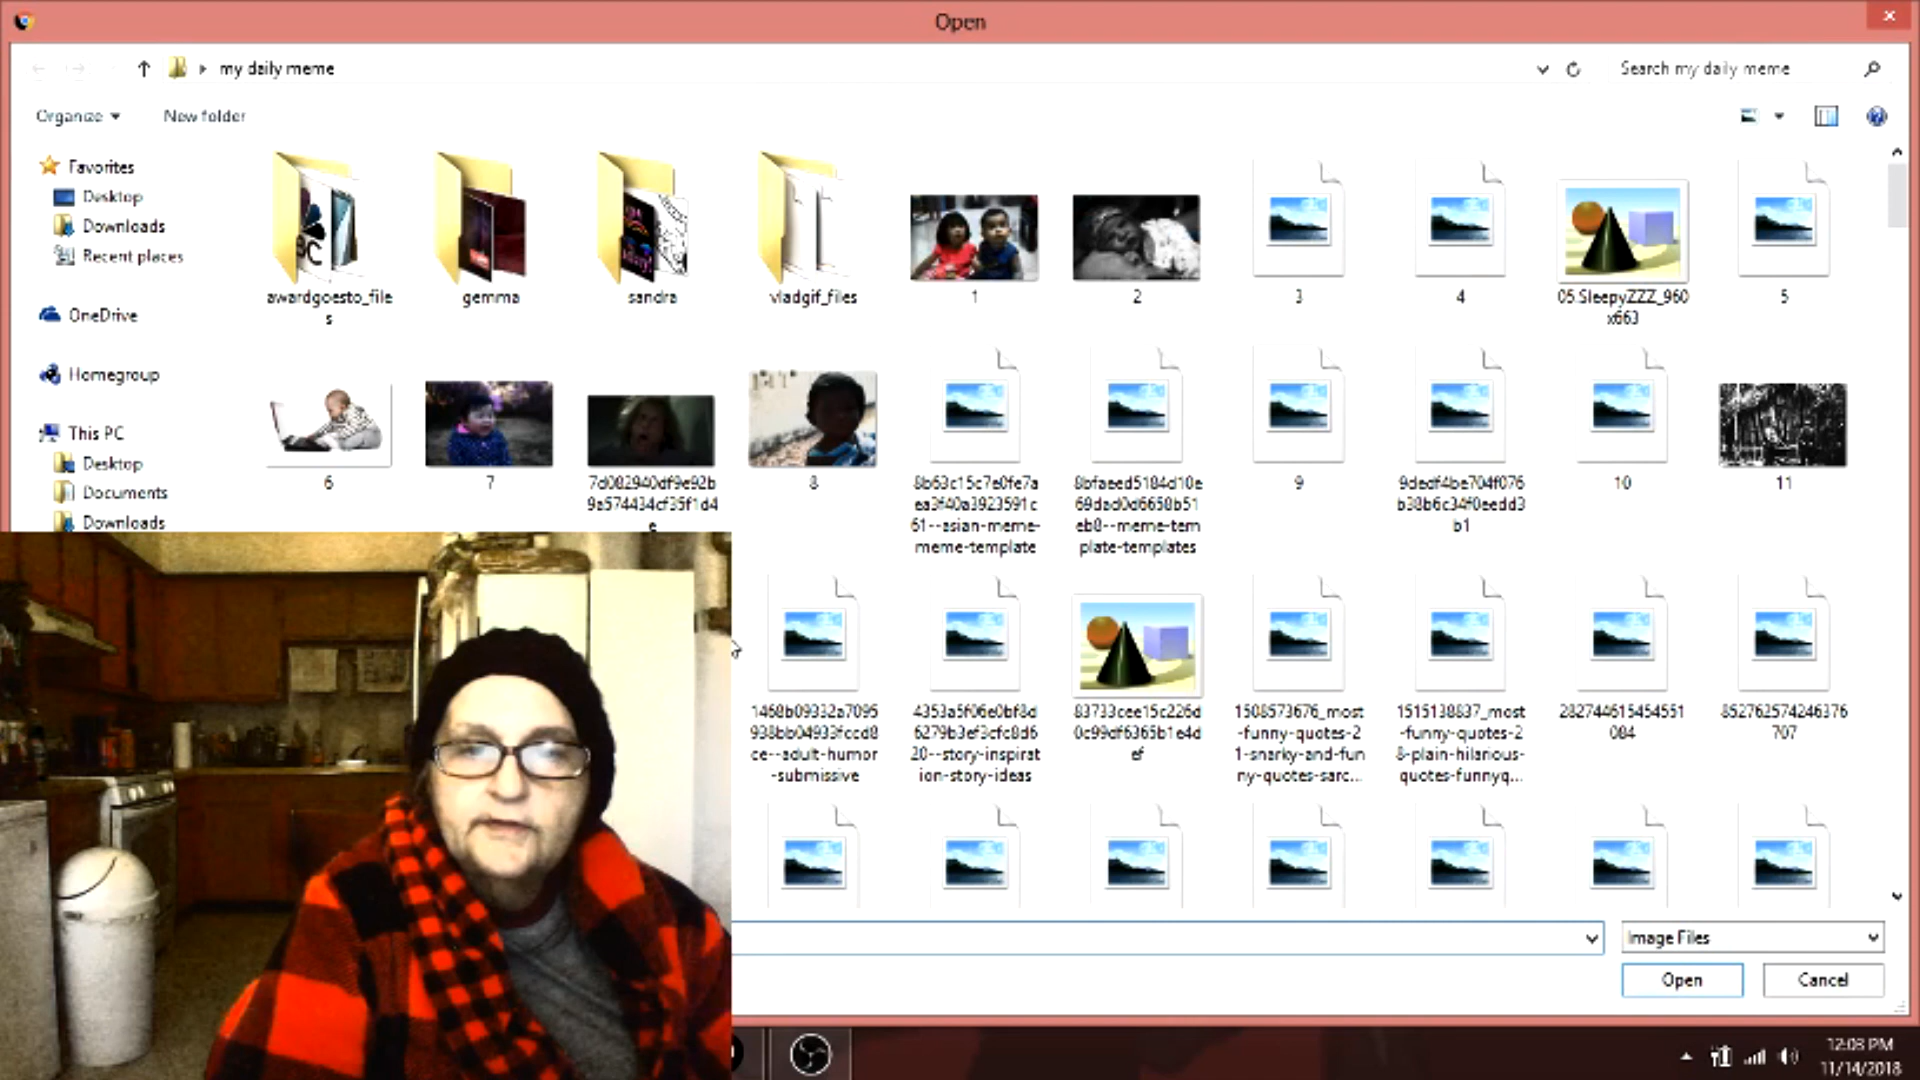 Open
my daily meme
Search my daily meme
Organize
New folder
Favorites
Desktop
Downloads
Recent places
OneDrive
Homegroup
This PC
Desktop
Documents
Downloads
awardgoesto_file
s
gemma
sandra
vladgif_files
1
2
3
4
05.SleepyZZZ_960
x663
5
6
7
7d082940df9e92b
9a574434cf35f1d4
e
8
8b63c15c7e0fe7a
ea3f40a3923591c
61--asian-meme-
meme-template
8bfaeed5184d10e
69dad0d6658b51
eb8--meme-tem
plate-templates
9
9dedf4be704f076
b38b6c34f0eedd3
b1
10
11
1468b09332a7095
938bb04933fccd8
ce--adult-humor
-submissive
4353a5f06e0bf8d
6279b3ef3cfc8d6
20--story-inspirat
ion-story-ideas
83733cee15c226d
0c99df6365b1e4d
ef
1508573676_most
-funny-quotes-2
1-snarky-and-fun
ny-quotes-sarc...
1515138837_most
-funny-quotes-2
8-plain-hilarious-
quotes-funnyq...
282744615454551
084
852762574246376
707
Image Files
Open
Cancel
12:03 PM
11/14/2018